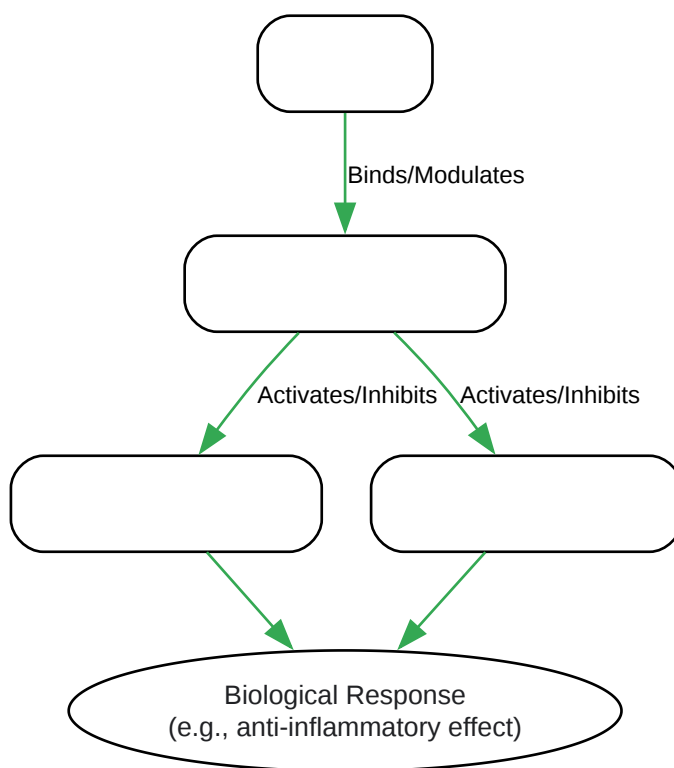 Binds/Modulates
Activates/Inhibits
Activates/Inhibits
Biological Response
(e.g., anti-inflammatory effect)